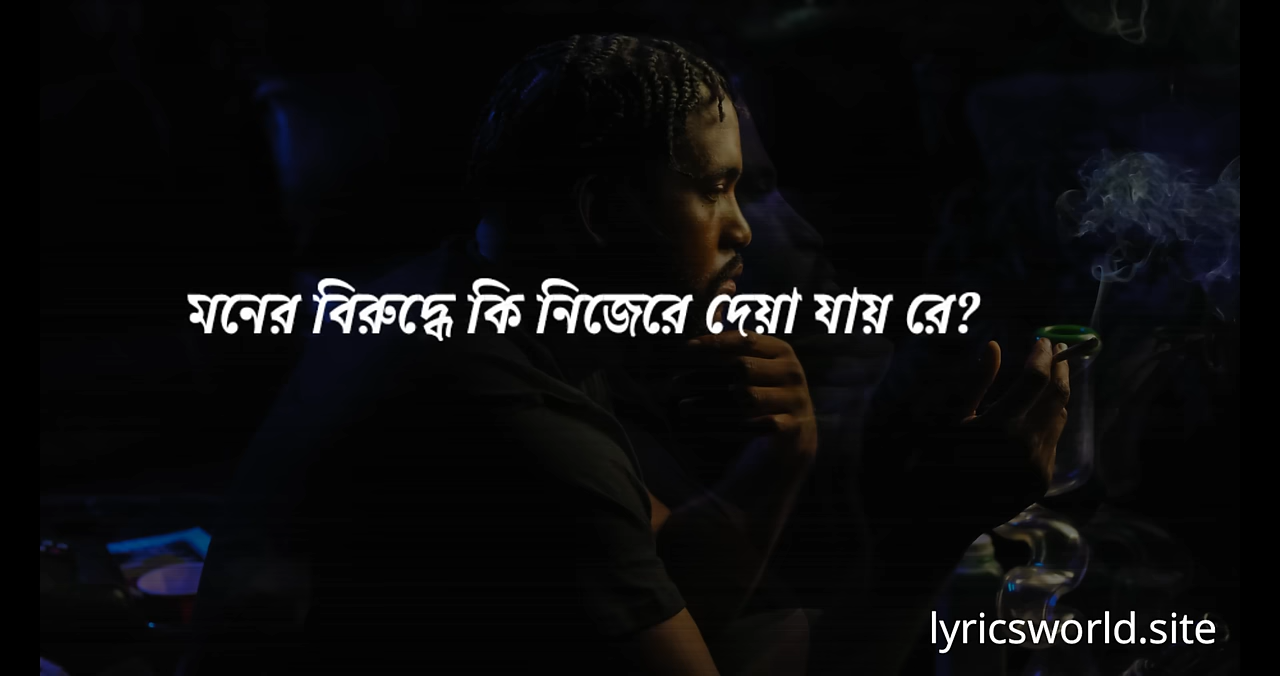 মনের বিরুদ্ধে কি নিজেরে দেয়া যায় রে?
lyricsworld.site